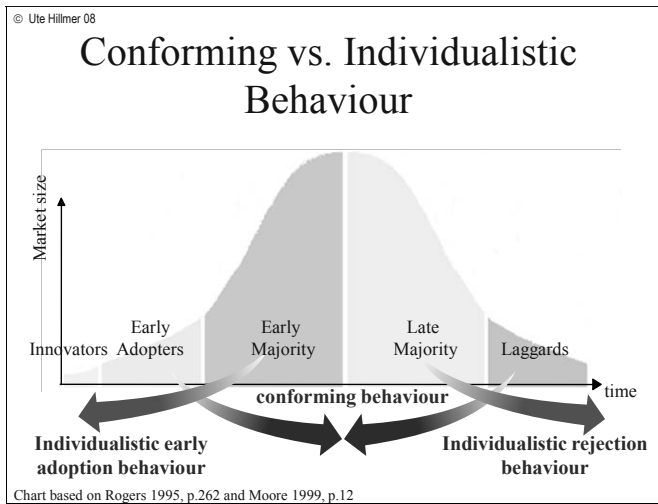 © Ute Hillmer 08
Conforming vs. Individualistic
Behaviour
Market size
Innovators
Early
Adopters
Early
Majority
Late
Majority
Laggards
time
conforming behaviour
Individualistic early
adoption behaviour
Individualistic rejection
behaviour
Chart based on Rogers 1995, p.262 and Moore 1999, p.12